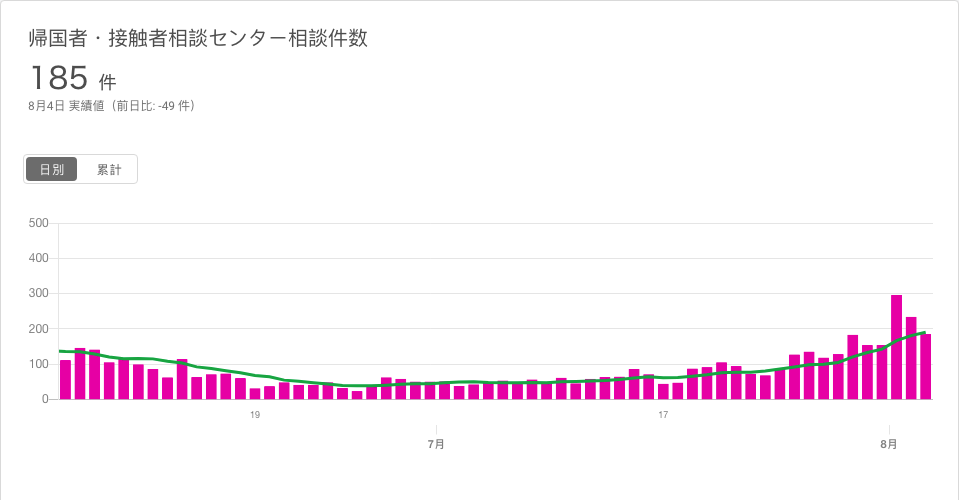 帰国者・接触者相談センター相談件数
185 件
8月4日 実績値（前日比: -49 件）
日別 累計
500
400
300
200
100
0
19 17
7月 8月